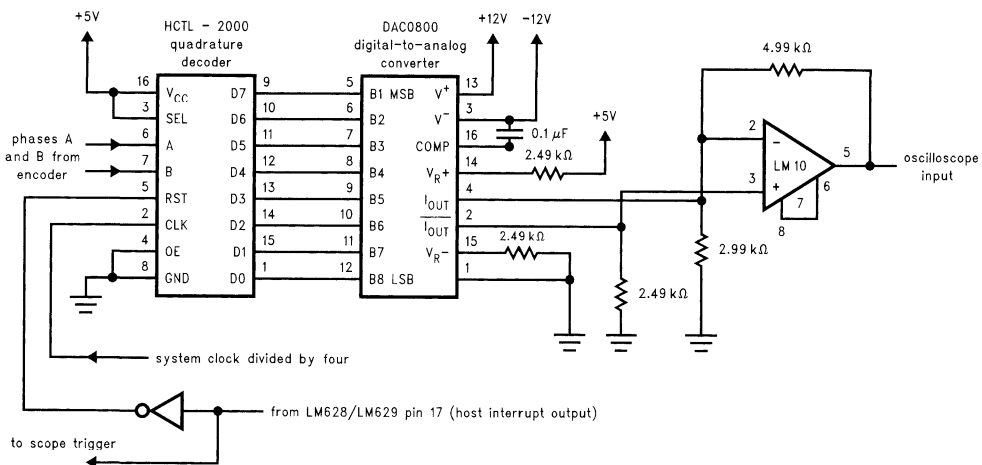 +5V
HCTL - 2000
quadrature
decoder
DAC0800
digital-to-analog
converter
+12V
-12V
4.99 kΩ
16
VCC
D7
9
5
B1 MSB
V+
13
3
SEL
D6
10
6
B2
V-
3
6
A
D5
11
7
B3
COMP
16
0.1 µF
+5V
7
B
D4
12
8
B4
VR+
14
2.49 kΩ
5
RST
D3
13
9
B5
IOUT
4
2
CLK
D2
14
10
B6
IOUT
2
4
OE
D1
15
11
B7
VR-
15
2.49 kΩ
8
GND
D0
1
12
B8 LSB
1
phases A
and B from
encoder
2
-
LM10
3
+
5
6
7
8
oscilloscope
input
2.99 kΩ
2.49 kΩ
system clock divided by four
from LM628/LM629 pin 17 (host interrupt output)
to scope trigger